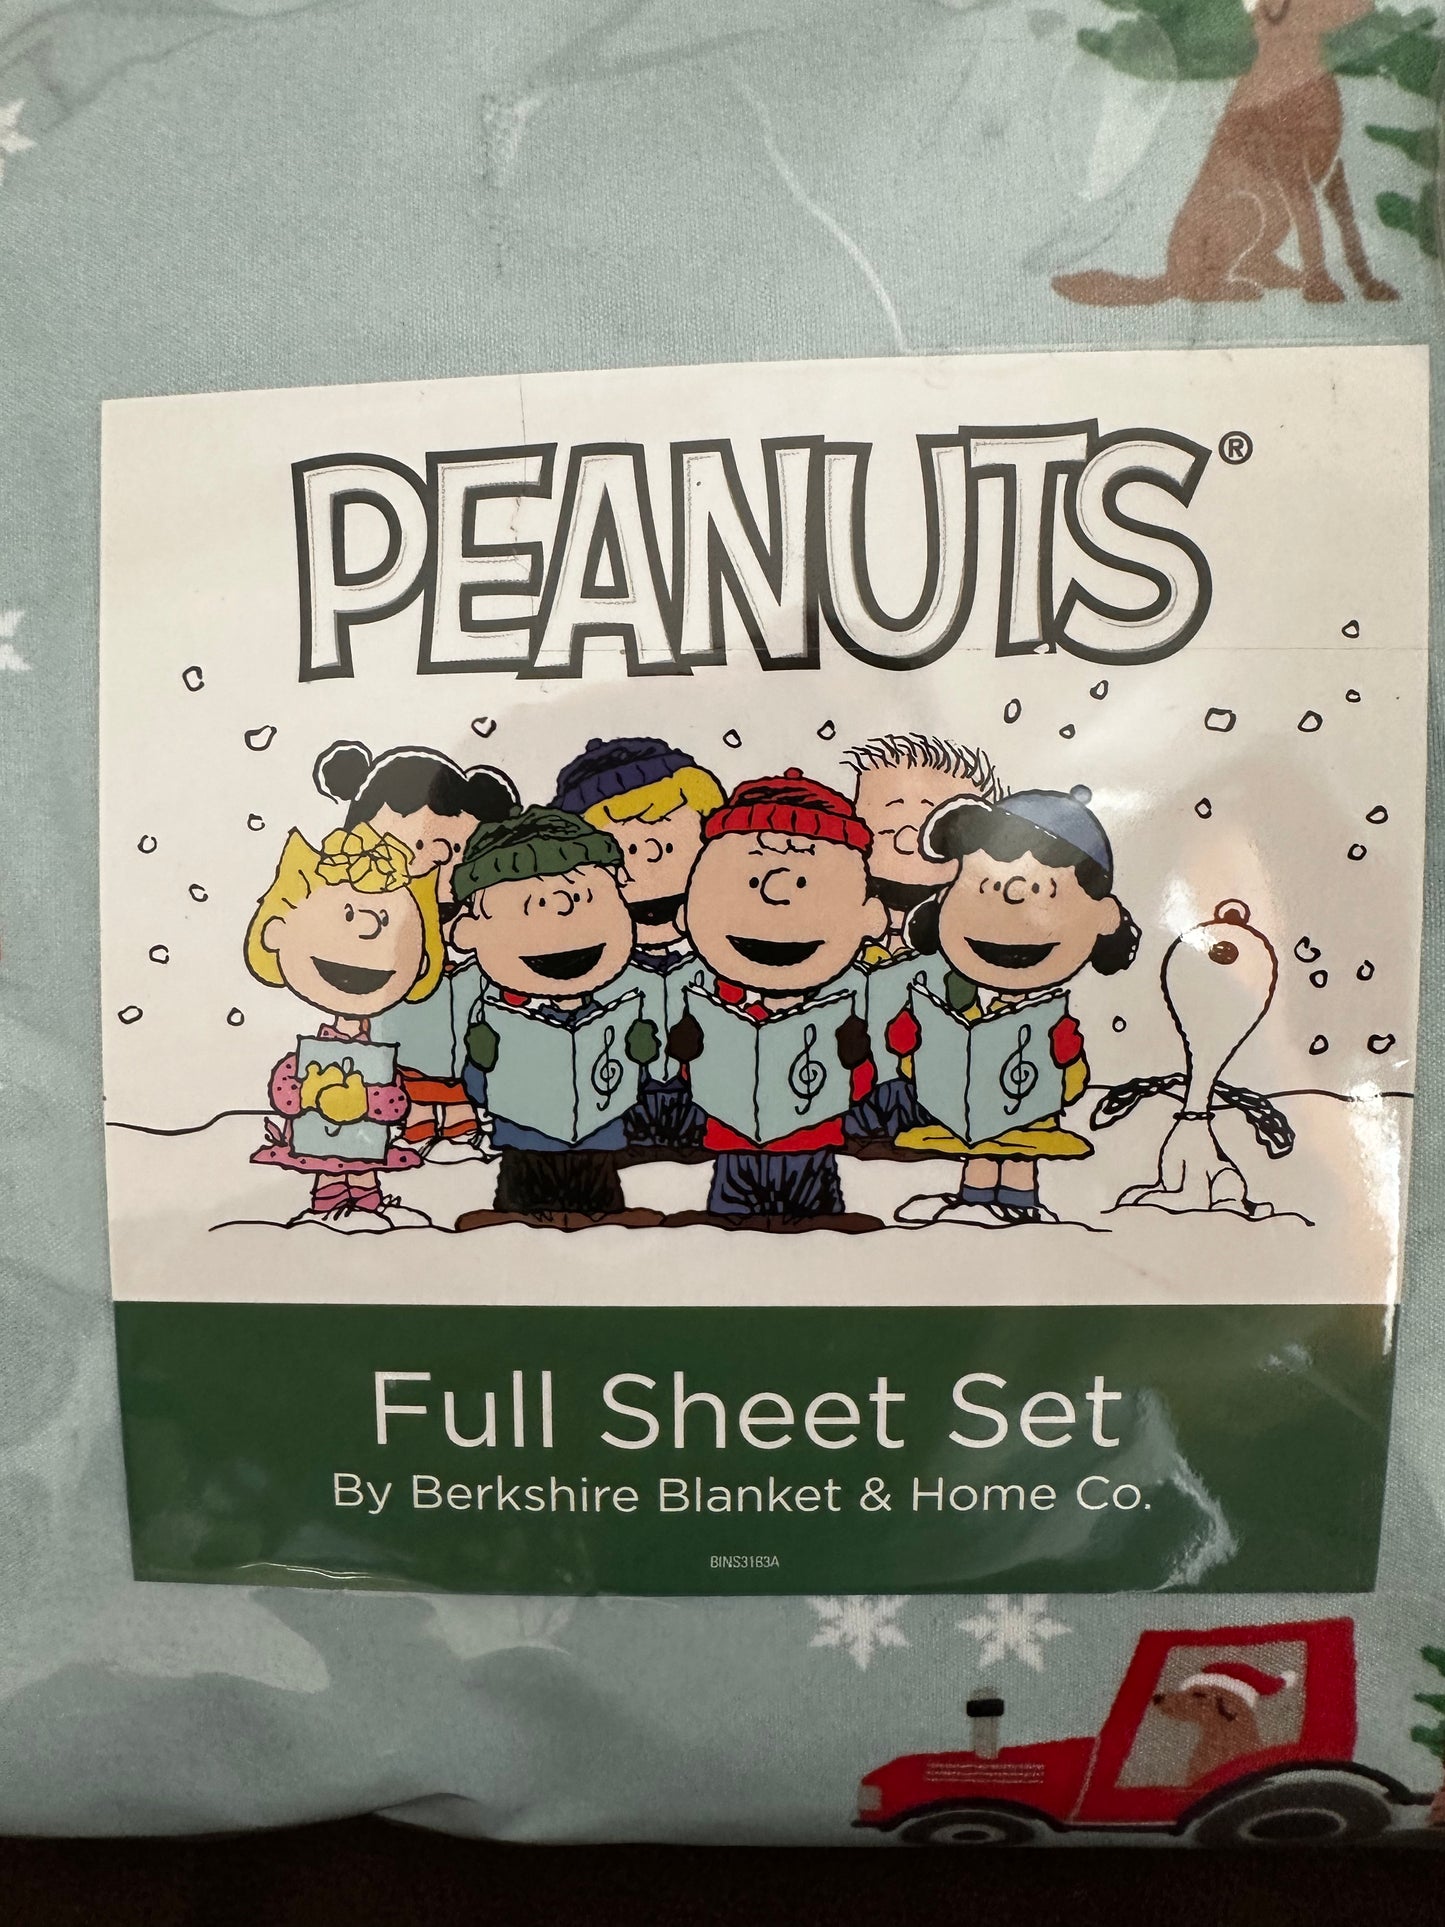 PEANUTS®
Full Sheet Set
By Berkshire Blanket & Home Co.
BINS3183A